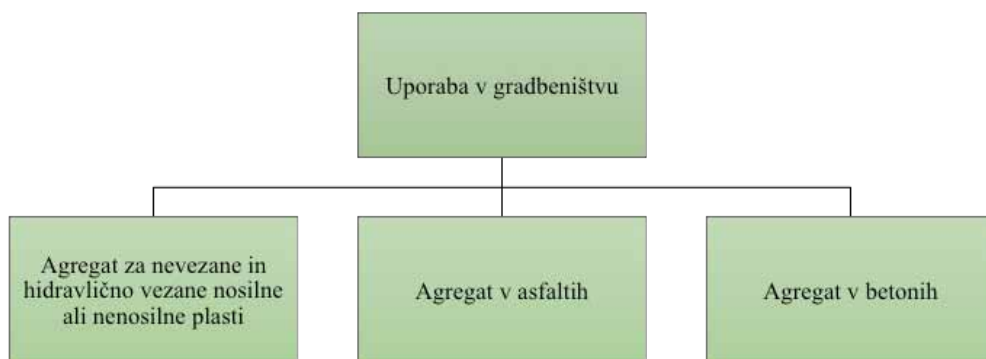 Uporaba v gradbeništvu
Agregat za nevezane in
hidravlično vezane nosilne
ali nenosilne plasti
Agregat v asfaltih
Agregat v betonih